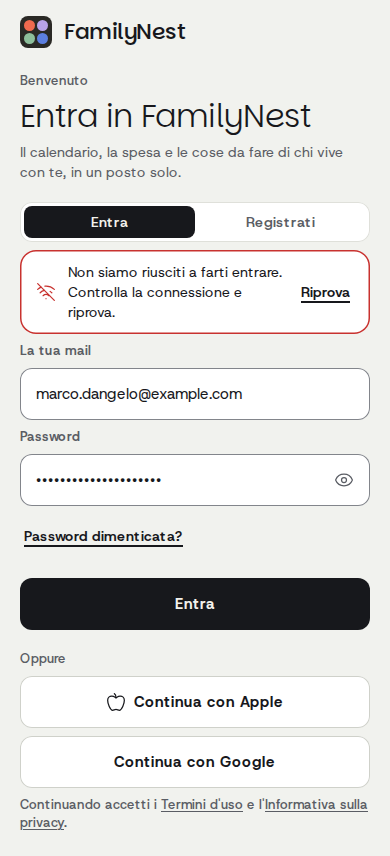 FamilyNest
Benvenuto
Entra in FamilyNest
Il calendario, la spesa e le cose da fare di chi vive
con te, in un posto solo.
Entra
Registrati
Non siamo riusciti a farti entrare.
Controlla la connessione e
riprova.
Riprova
La tua mail
marco.dangelo@example.com
Password
•••••••••••••••••••••
Password dimenticata?
Entra
Oppure
Continua con Apple
Continua con Google
Continuando accetti i Termini d'uso e l'Informativa sulla
privacy.